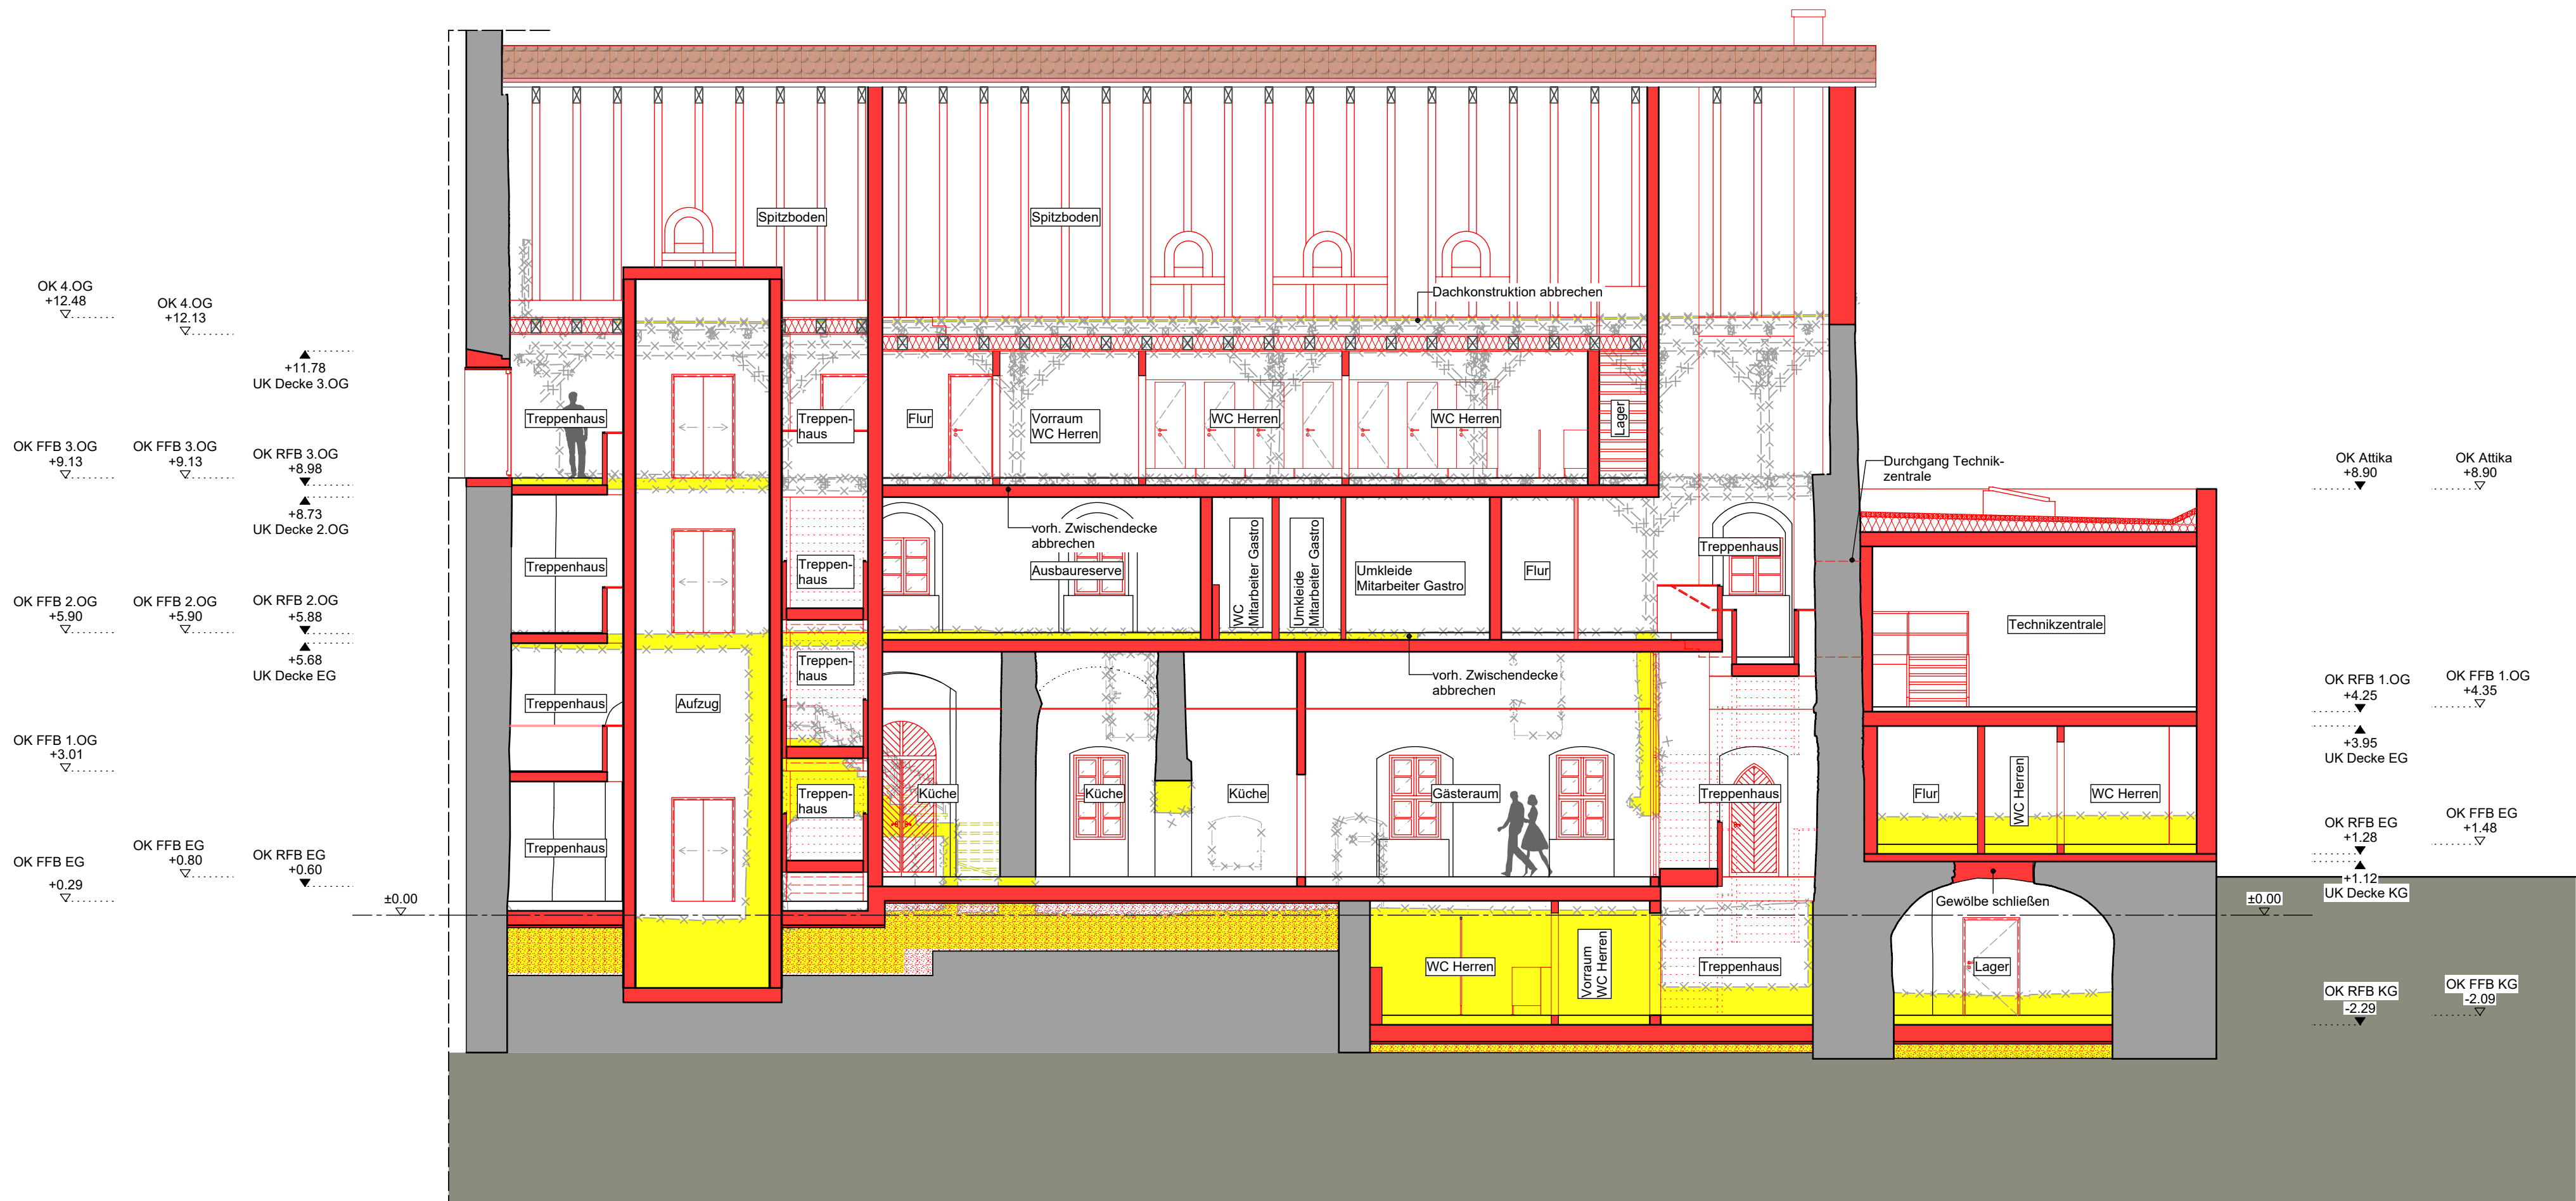 Spitzboden
Spitzboden
Dachkonstruktion abbrechen
OK 4.OG
+12.48
OK 4.OG
+12.13
+11.78
UK Decke 3.OG
Treppenhaus
Treppen-
haus
Flur
Vorraum
WC Herren
WC Herren
WC Herren
Lager
OK FFB 3.OG
+9.13
OK FFB 3.OG
+9.13
OK RFB 3.OG
+8.98
+8.73
UK Decke 2.OG
Durchgang Technik-
zentrale
OK Attika
+8.90
OK Attika
+8.90
vorh. Zwischendecke
abbrechen
Treppenhaus
Treppen-
haus
Ausbaureserve
WC
Mitarbeiter Gastro
Umkleide
Mitarbeiter Gastro
Umkleide
Mitarbeiter Gastro
Flur
Treppenhaus
Technikzentrale
OK FFB 2.OG
+5.90
OK FFB 2.OG
+5.90
OK RFB 2.OG
+5.88
+5.68
UK Decke EG
Treppen-
haus
vorh. Zwischendecke
abbrechen
Treppenhaus
Aufzug
OK RFB 1.OG
+4.25
OK FFB 1.OG
+4.35
+3.95
UK Decke EG
OK FFB 1.OG
+3.01
Treppen-
haus
Küche
Küche
Küche
Gästeraum
Treppenhaus
Flur
WC Herren
WC Herren
Treppenhaus
OK FFB EG
+0.29
OK FFB EG
+0.80
OK RFB EG
+0.60
±0.00
OK RFB EG
+1.28
OK FFB EG
+1.48
+1.12
UK Decke KG
Gewölbe schließen
±0.00
WC Herren
Vorraum
WC Herren
Treppenhaus
Lager
OK RFB KG
-2.29
OK FFB KG
-2.09